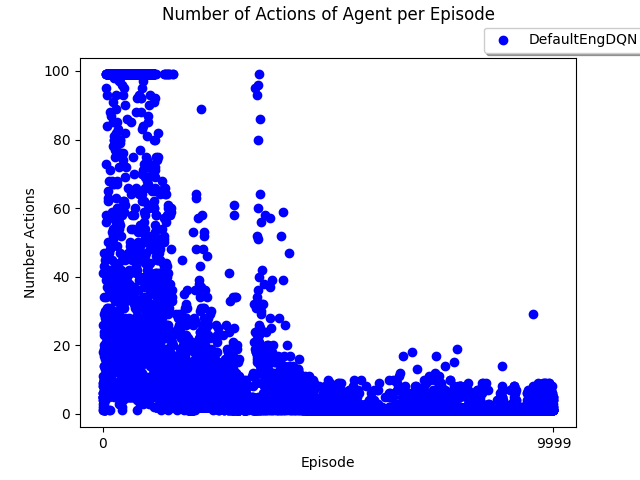 Number of Actions of Agent per Episode
DefaultEngDQN
100
80
60
40
20
0
Number Actions
0
9999
Episode